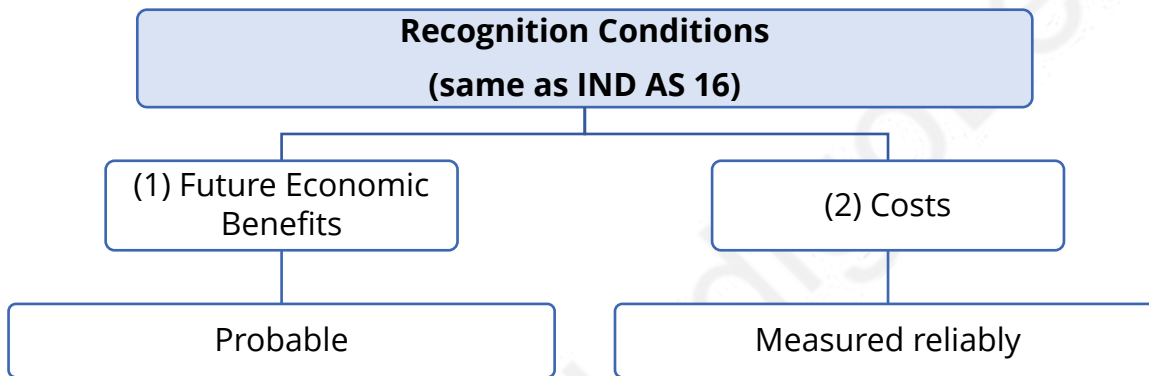 Recognition Conditions
(same as IND AS 16)
(1) Future Economic
Benefits
(2) Costs
Probable
Measured reliably